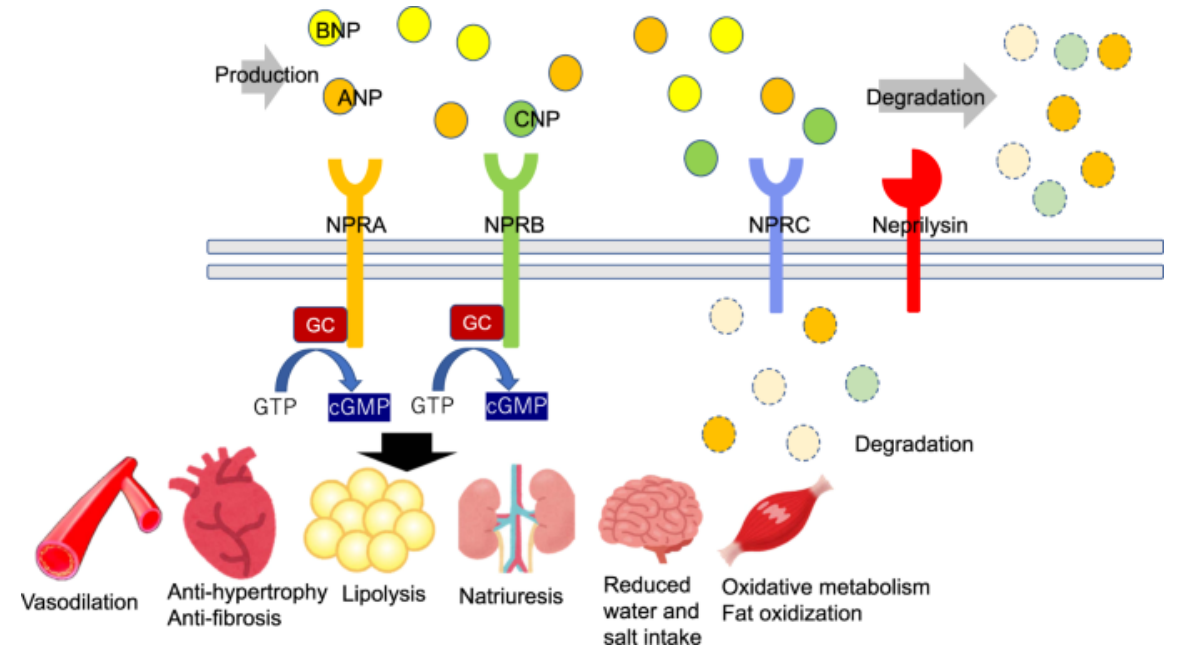 BNP
Production
ANP
CNP
Degradation
NPRA
NPRB
NPRC
Neprilysin
GC
GC
GTP
cGMP
GTP
cGMP
Degradation
Vasodilation
Anti-hypertrophy
Anti-fibrosis
Lipolysis
Natriuresis
Reduced
water and
salt intake
Oxidative metabolism
Fat oxidization